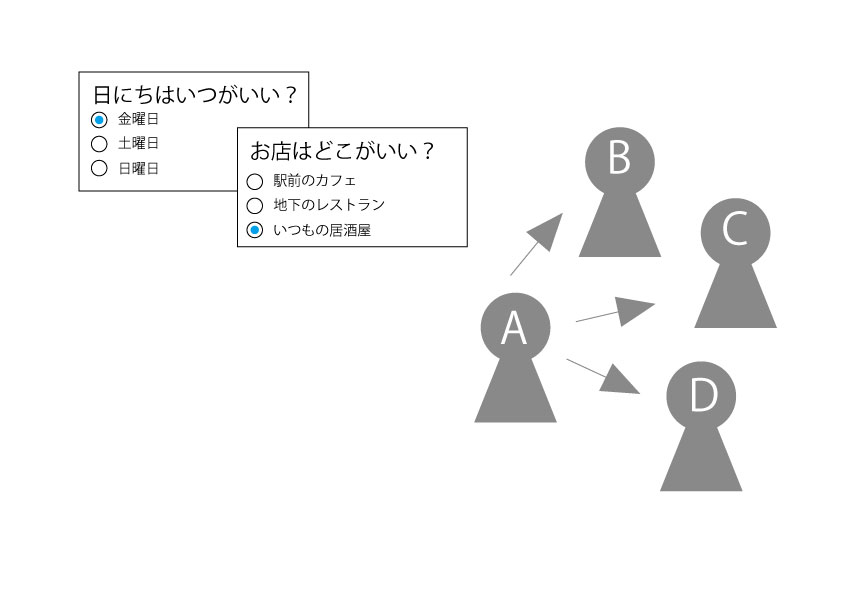 日にちはいつがいい？
金曜日
土曜日
日曜日
お店はどこがいい？
駅前のカフェ
地下のレストラン
いつもの居酒屋
B
C
A
D